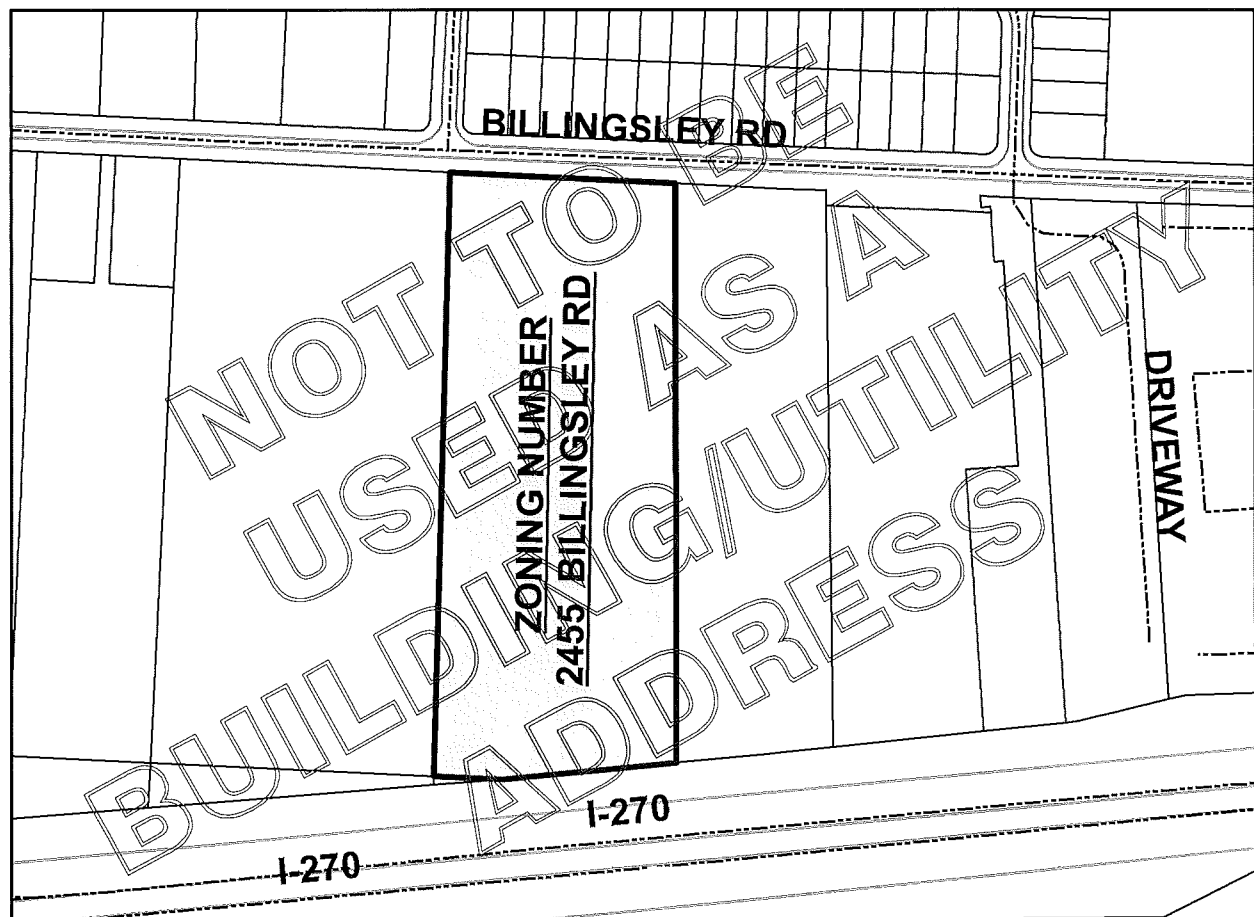 BILLINGSLEY RD
NOT TO BE
USED AS A
BUILDING/UTILITY
ADDRESS
ZONING NUMBER
2455 BILLINGSLEY RD
DRIVEWAY
I-270
I-270